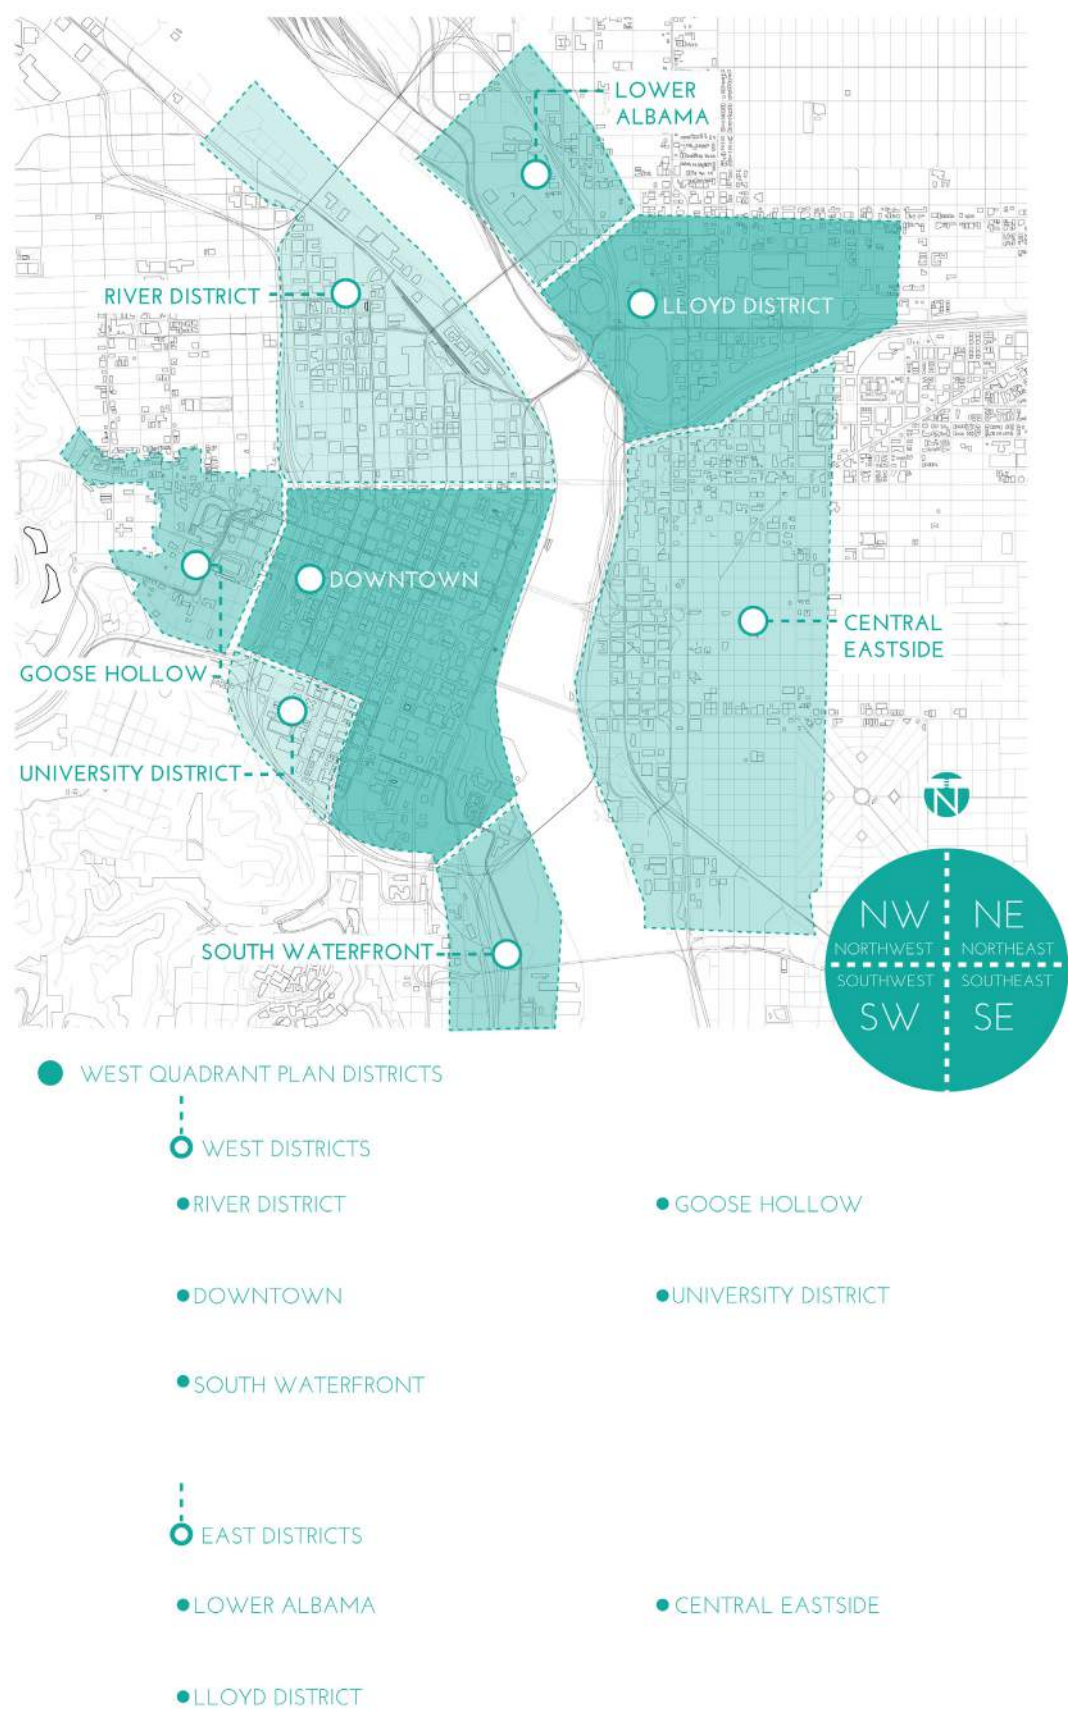 LOWER
ALBAMA
RIVER DISTRICT
LLOYD DISTRICT
DOWNTOWN
CENTRAL
EASTSIDE
GOOSE HOLLOW
UNIVERSITY DISTRICT
N
NW NE
NORTHWEST NORTHEAST
SOUTHWEST SOUTHEAST
SW SE
SOUTH WATERFRONT
WEST QUADRANT PLAN DISTRICTS
WEST DISTRICTS
RIVER DISTRICT
GOOSE HOLLOW
DOWNTOWN
UNIVERSITY DISTRICT
SOUTH WATERFRONT
EAST DISTRICTS
LOWER ALBAMA
CENTRAL EASTSIDE
LLOYD DISTRICT